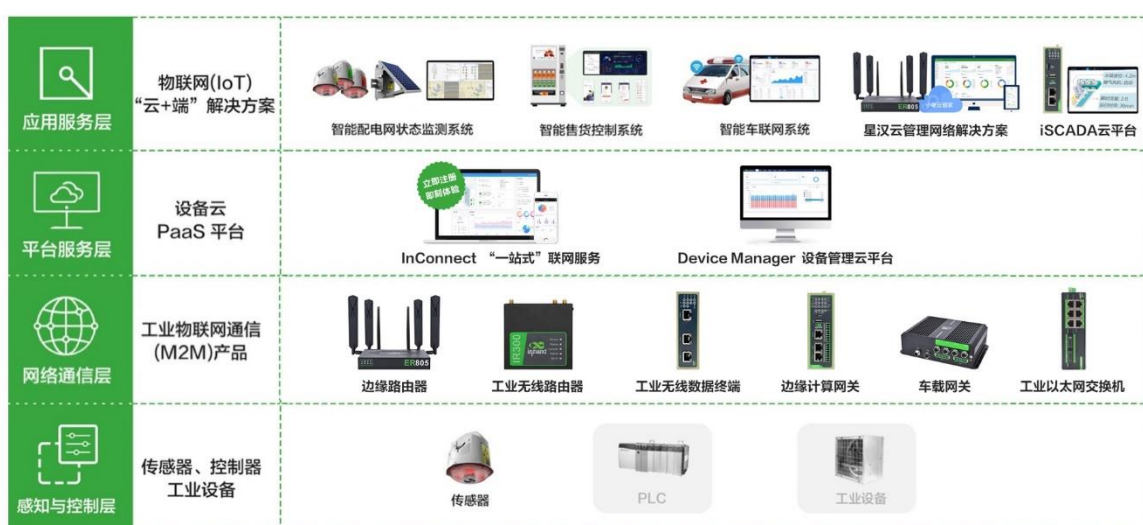 应用服务层
物联网(IoT)
“云+端”解决方案
智能配电网状态监测系统
智能售货控制系统
智能车联网系统
ER805
星汉云管理网络解决方案
iSCADA云平台
平台服务层
设备云
PaaS 平台
立即注册
即刻体验
InConnect “一站式”联网服务
Device Manager 设备管理云平台
网络通信层
工业物联网通信
(M2M)产品
ER805
边缘路由器
IR300
inhand
工业无线路由器
工业无线数据终端
边缘计算网关
车载网关
工业以太网交换机
感知与控制层
传感器、控制器
工业设备
传感器
PLC
工业设备